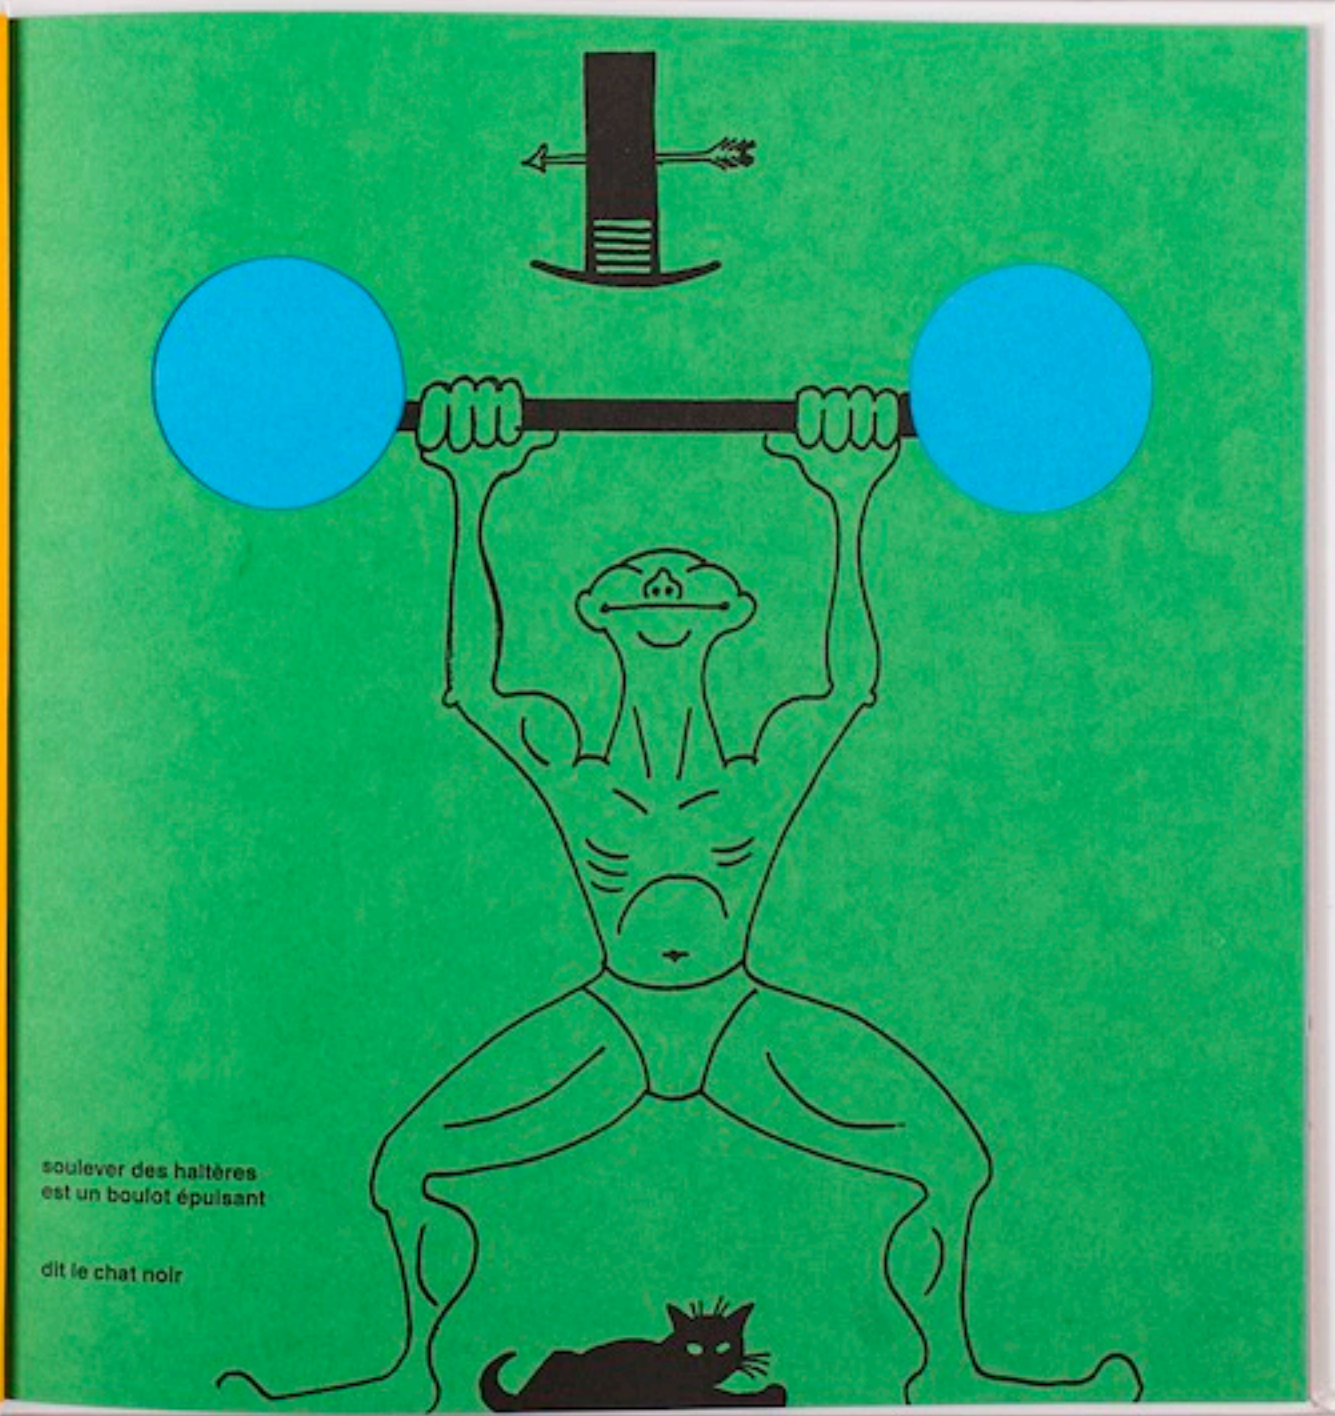 soulever des haltères
est un boulot épuisant
dit le chat noir